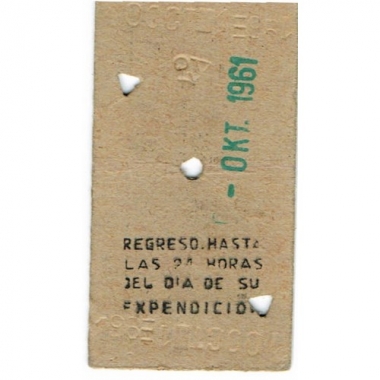 - OKT. 1961
REGRESO.HASTA
LAS 24 HORAS
DEL DIA DE SU
EXPENDICION